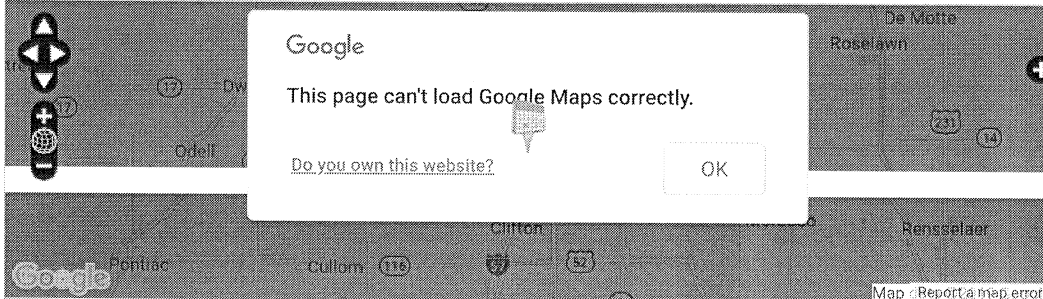 De Motte
Roselawn
Google
17
Dw
This page can't load Google Maps correctly.
17
231
14
Odell
Do you own this website?
OK
Clifton
Rensselaer
Pontiac
Cullom
116
52
Google
Map
Report a map error